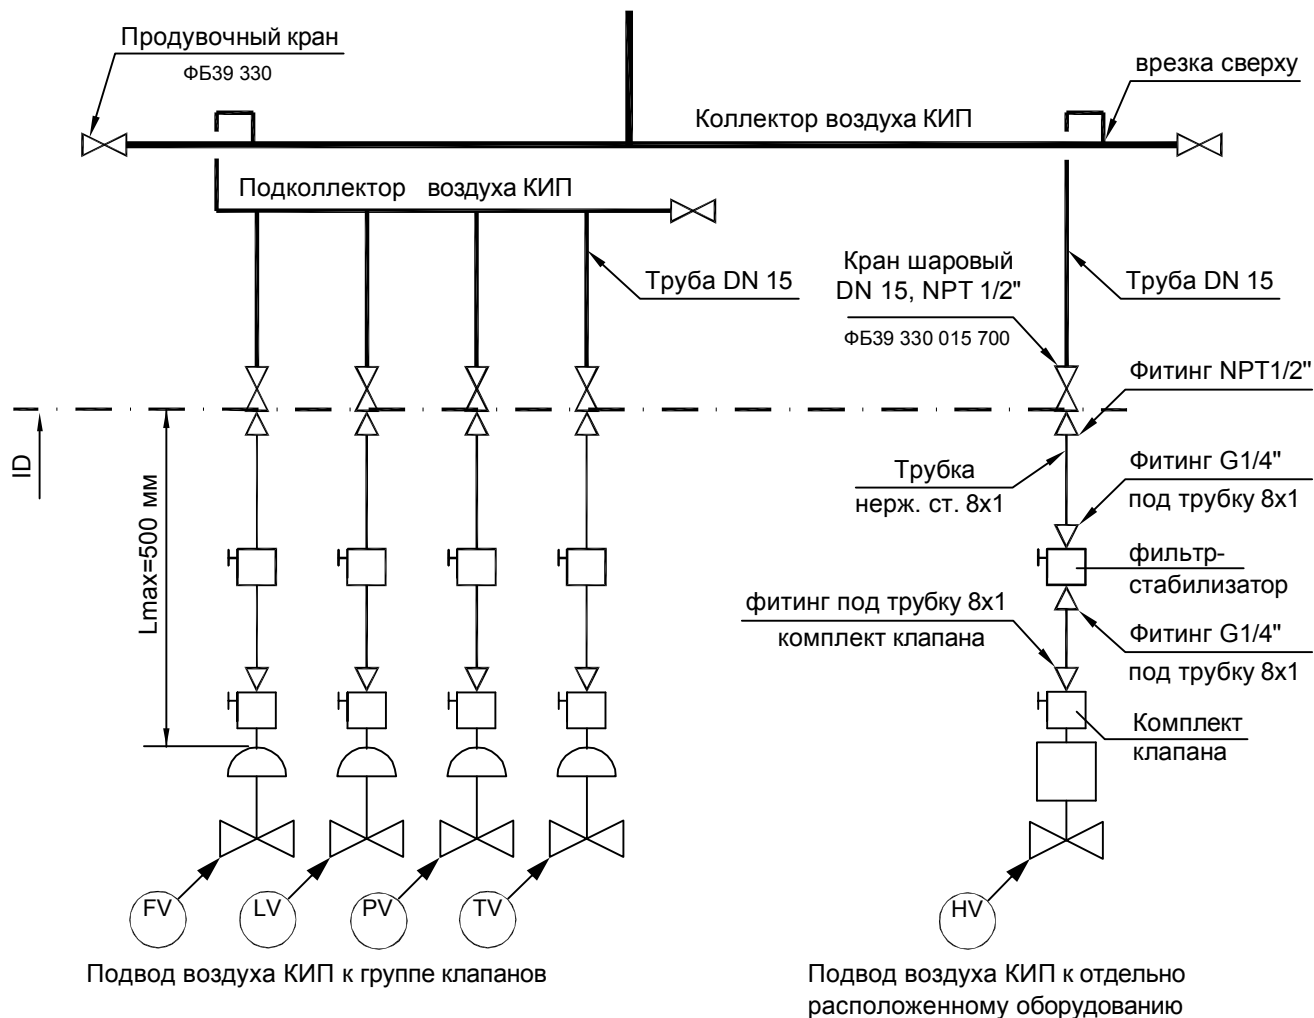 Продувочный кран
ФБ39 330
врезка сверху
Коллектор воздуха КИП
Подколлектор воздуха КИП
Труба DN 15
Кран шаровый
DN 15, NPT 1/2"
ФБ39 330 015 700
Труба DN 15
Фитинг NPT1/2"
ID
Lmax=500 мм
Трубка
нерж. ст. 8х1
Фитинг G1/4"
под трубку 8х1
фильтр-
стабилизатор
фитинг под трубку 8х1
комплект клапана
Фитинг G1/4"
под трубку 8х1
Комплект
клапана
FV
LV
PV
TV
HV
Подвод воздуха КИП к группе клапанов
Подвод воздуха КИП к отдельно
расположенному оборудованию